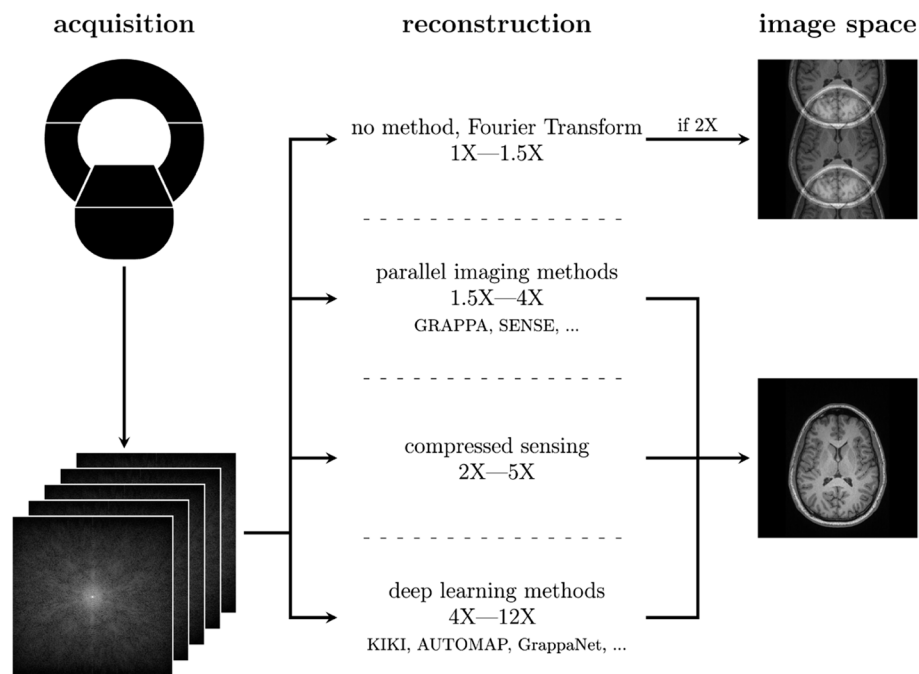 acquisition
reconstruction
image space
no method, Fourier Transform
1X—1.5X
if 2X
parallel imaging methods
1.5X—4X
GRAPPA, SENSE, ...
compressed sensing
2X—5X
deep learning methods
4X—12X
KIKI, AUTOMAP, GrappaNet, ...